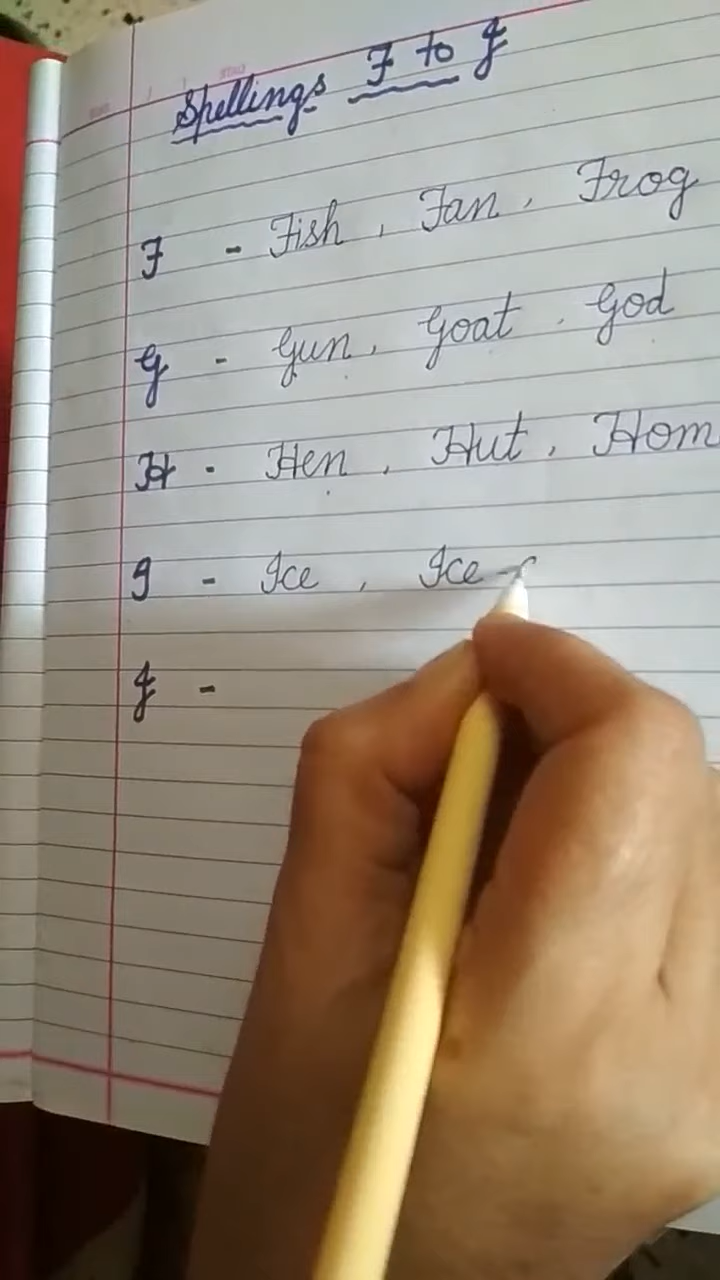 Spellings F to J
F - Fish , Fan , Frog
G - Gun , Goat , God
H - Hen , Hut , Hom
I - Ice , Ice-c
J -